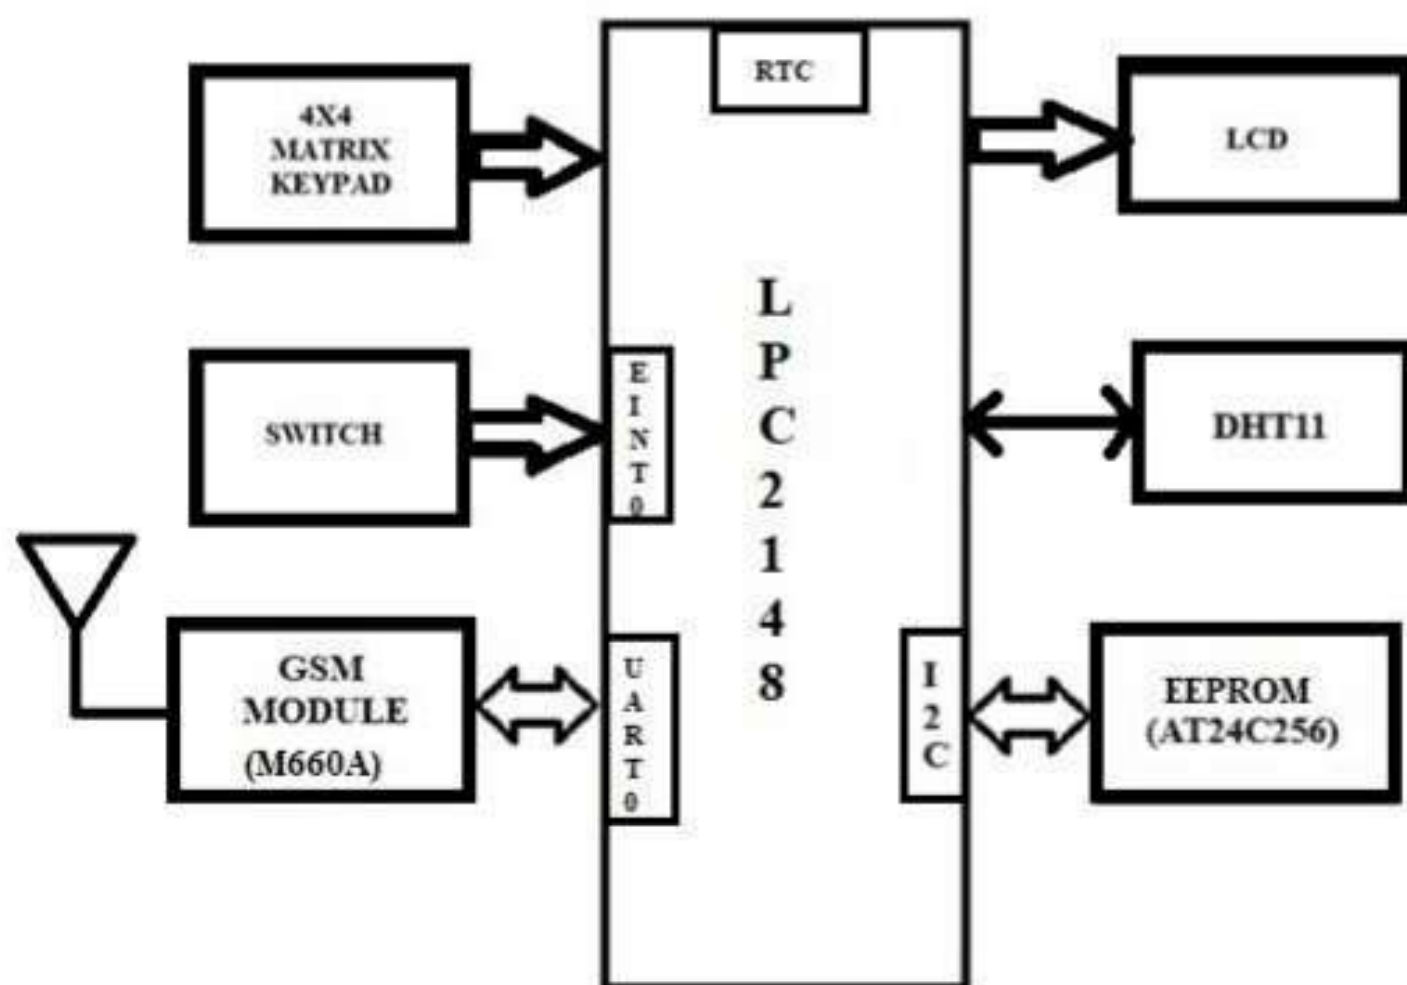 RTC
4X4
MATRIX
KEYPAD
LCD
L
P
C
2
1
4
8
SWITCH
E
I
N
T
0
DHT11
GSM
MODULE
(M660A)
U
A
R
T
0
I
2
C
EEPROM
(AT24C256)